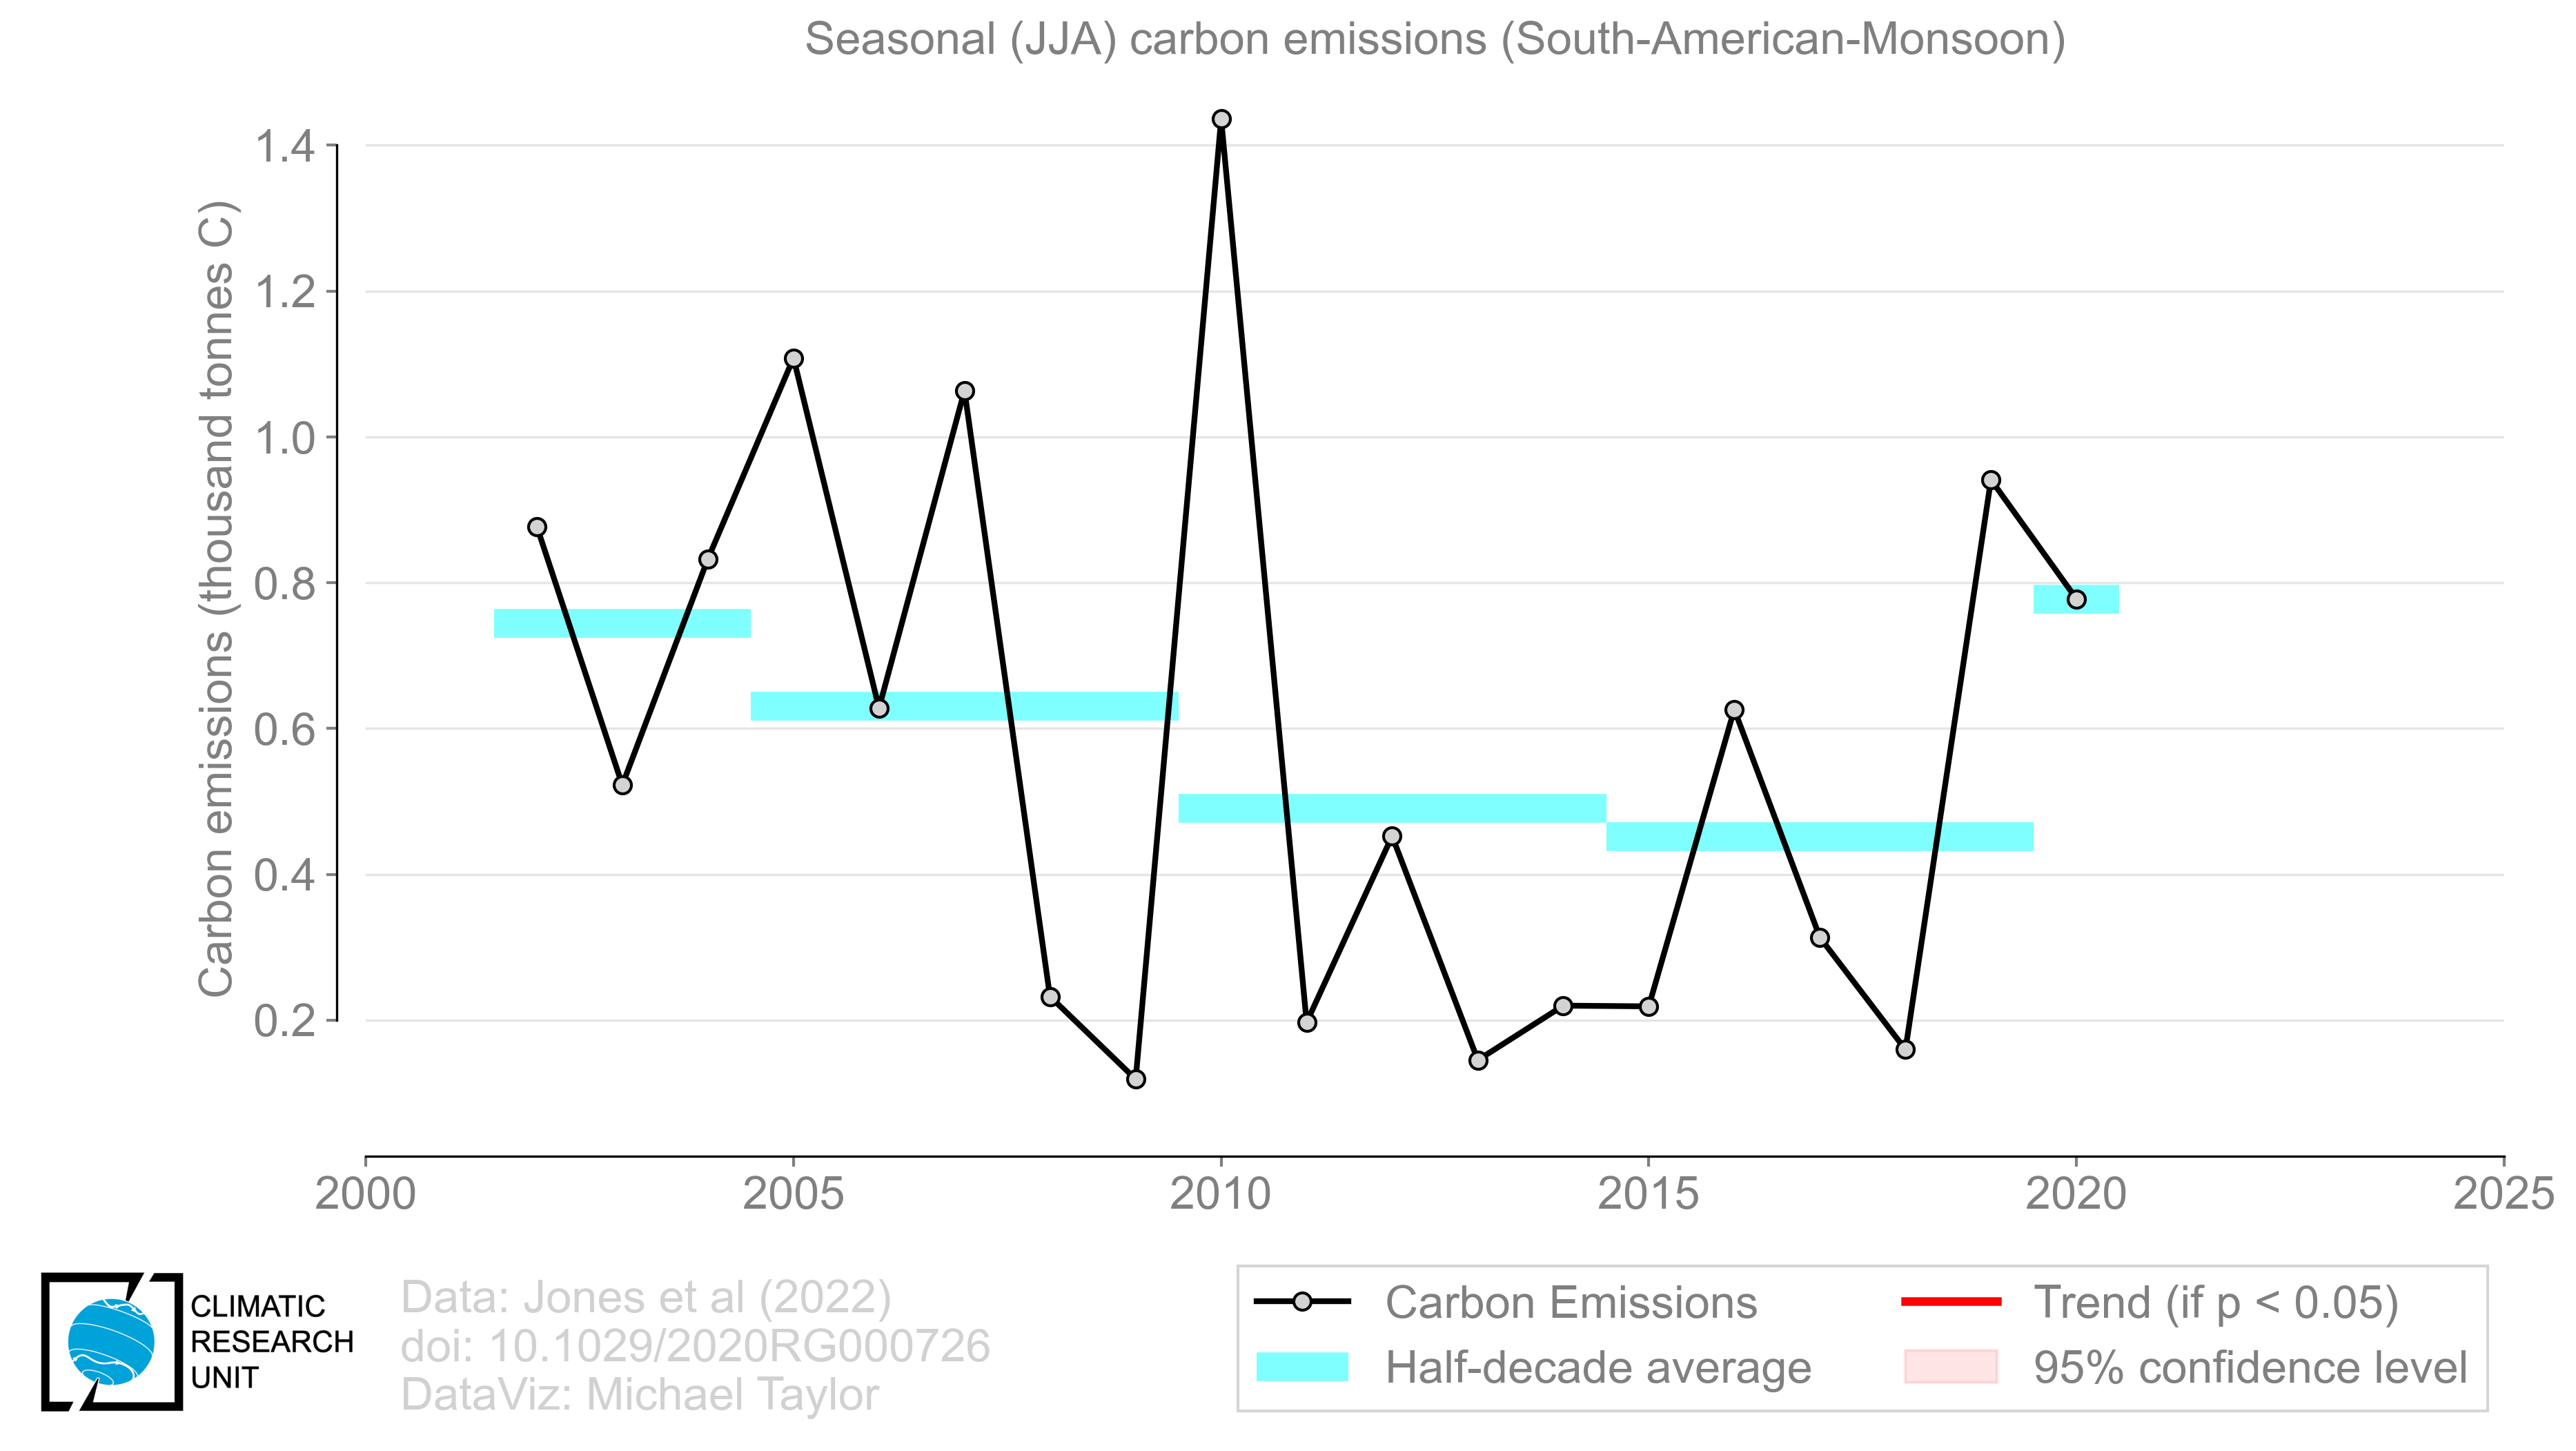 Seasonal (JJA) carbon emissions (South-American-Monsoon)
Carbon emissions (thousand tonnes C)
1.4
1.2
1.0
0.8
0.6
0.4
0.2
2000 2005 2010 2015 2020 2025
CLIMATIC
RESEARCH
UNIT
Data: Jones et al (2022)
doi: 10.1029/2020RG000726
DataViz: Michael Taylor
Carbon Emissions
Half-decade average
Trend (if p < 0.05)
95% confidence level